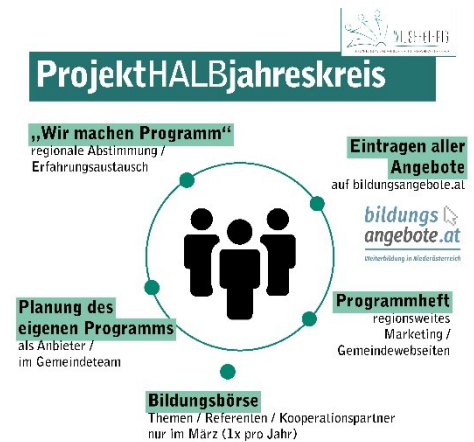 ProjektHALBjahreskreis
„Wir machen Programm“
regionale Abstimmung /
Erfahrungsaustausch
Eintragen aller
Angebote
auf bildungsangebote.at
bildungs
angebote.at
Weiterbildung in Niederösterreich
Programmheft
regionsweites
Marketing /
Gemeindewebseiten
Planung des
eigenen Programms
als Anbieter /
im Gemeindeteam
Bildungsbörse
Themen / Referenten / Kooperationspartner
nur im März (1x pro Jahr)